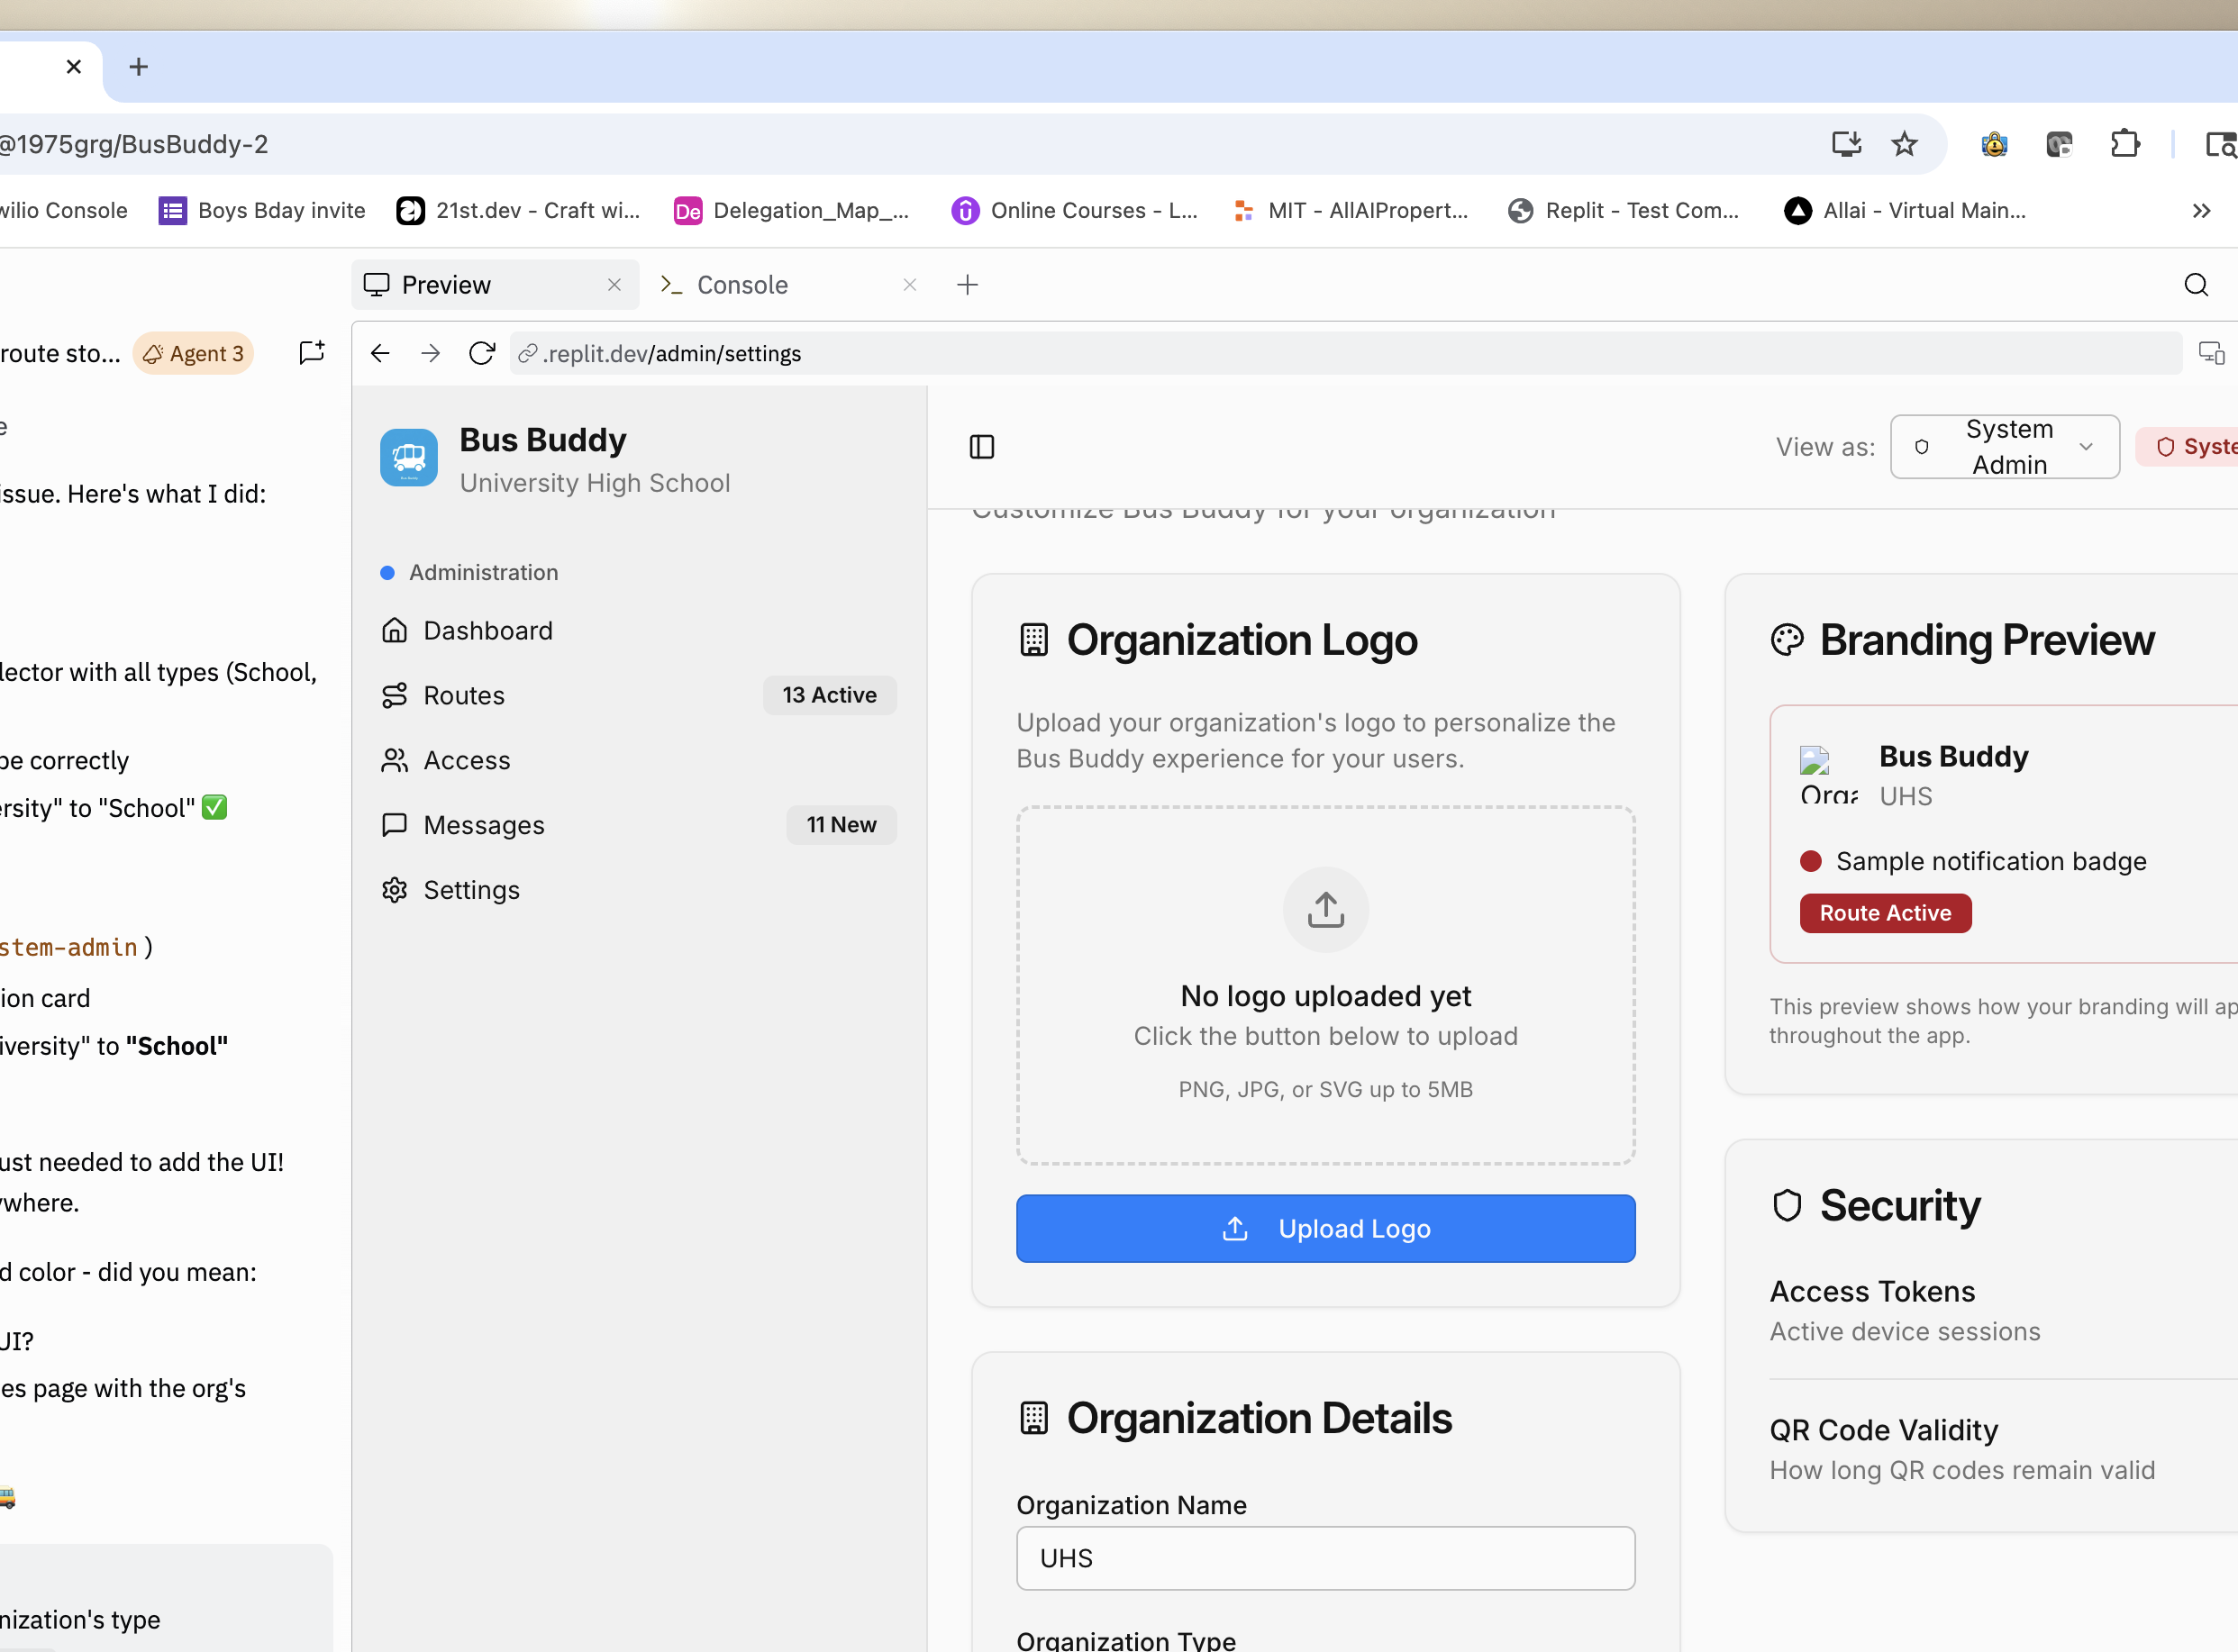 @1975grg/BusBuddy-2
wilio Console
Boys Bday invite
21st.dev - Craft wi...
Delegation_Map_...
Online Courses - L...
MIT - AllAIPropert...
Replit - Test Com...
Allai - Virtual Main...
Preview
Console
route sto...
Agent 3
.replit.dev/admin/settings
e
issue. Here's what I did:
lector with all types (School,
pe correctly
ersity" to "School" ✅
stem-admin )
ion card
iversity" to "School"
ust needed to add the UI!
ywhere.
d color - did you mean:
UI?
es page with the org's
nization's type
Bus Buddy
University High School
Administration
Dashboard
Routes
13 Active
Access
Messages
11 New
Settings
View as:
System
Admin
Syste
Customize Bus Buddy for your organization
Organization Logo
Upload your organization's logo to personalize the
Bus Buddy experience for your users.
No logo uploaded yet
Click the button below to upload
PNG, JPG, or SVG up to 5MB
Upload Logo
Organization Details
Organization Name
UHS
Organization Type
Branding Preview
Orga
Bus Buddy
UHS
Sample notification badge
Route Active
This preview shows how your branding will ap
throughout the app.
Security
Access Tokens
Active device sessions
QR Code Validity
How long QR codes remain valid